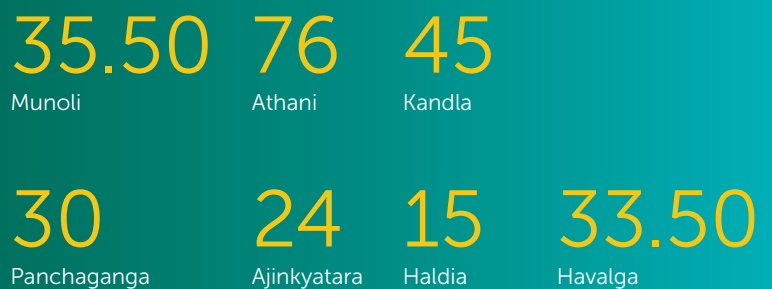 35.50 76 45
Munoli Athani Kandla
30 24 15 33.50
Panchaganga Ajinkyatara Haldia Havalga